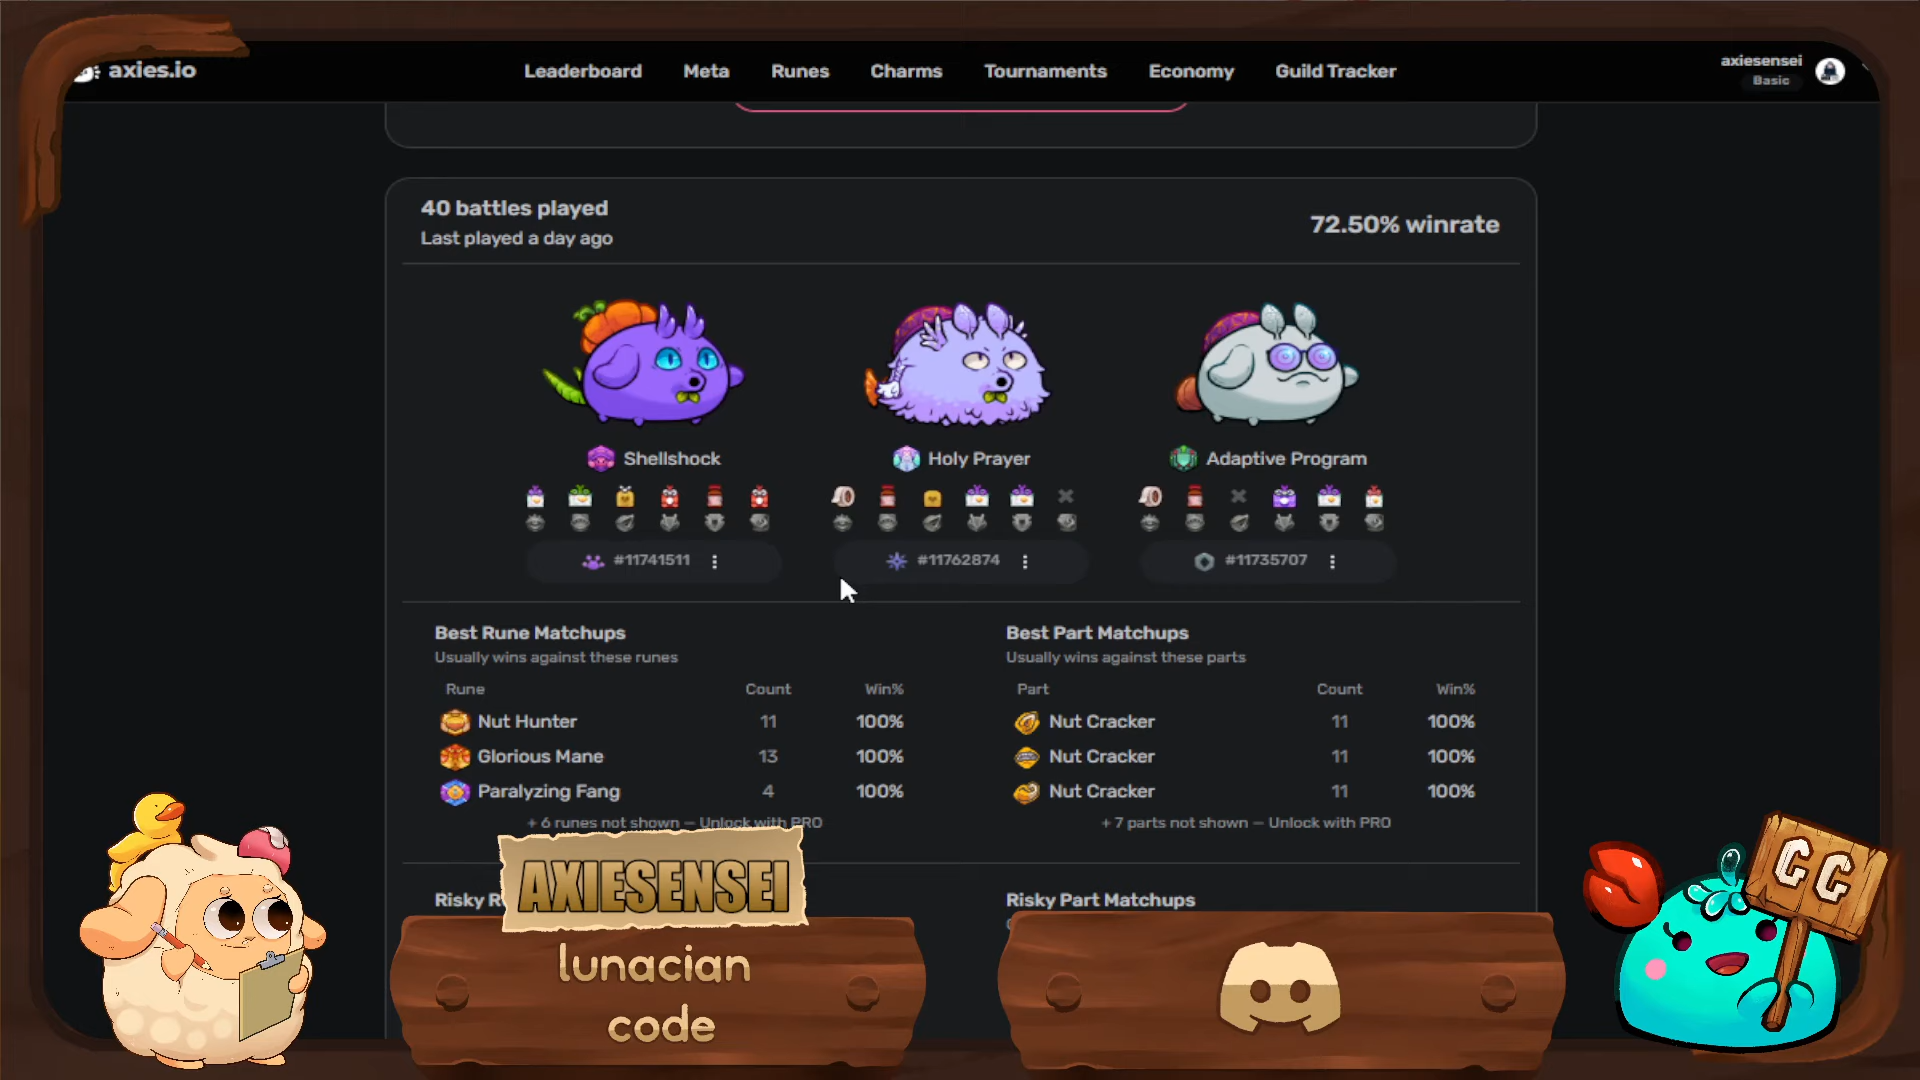 axies.io
Leaderboard Meta Runes Charms Tournaments Economy Guild Tracker
axiesensei
Basic
40 battles played
Last played a day ago
72.50% winrate
Shellshock
Holy Prayer
Adaptive Program
#11741511
#11762874
#11735707
Best Rune Matchups
Usually wins against these runes
Rune Count Win%
Nut Hunter 11 100%
Glorious Mane 13 100%
Paralyzing Fang 4 100%
+ 6 runes not shown — Unlock with PRO
Best Part Matchups
Usually wins against these parts
Part Count Win%
Nut Cracker 11 100%
Nut Cracker 11 100%
Nut Cracker 11 100%
+ 7 parts not shown — Unlock with PRO
Risky R
Risky Part Matchups
AXIESENSEI
lunacian
code
CC